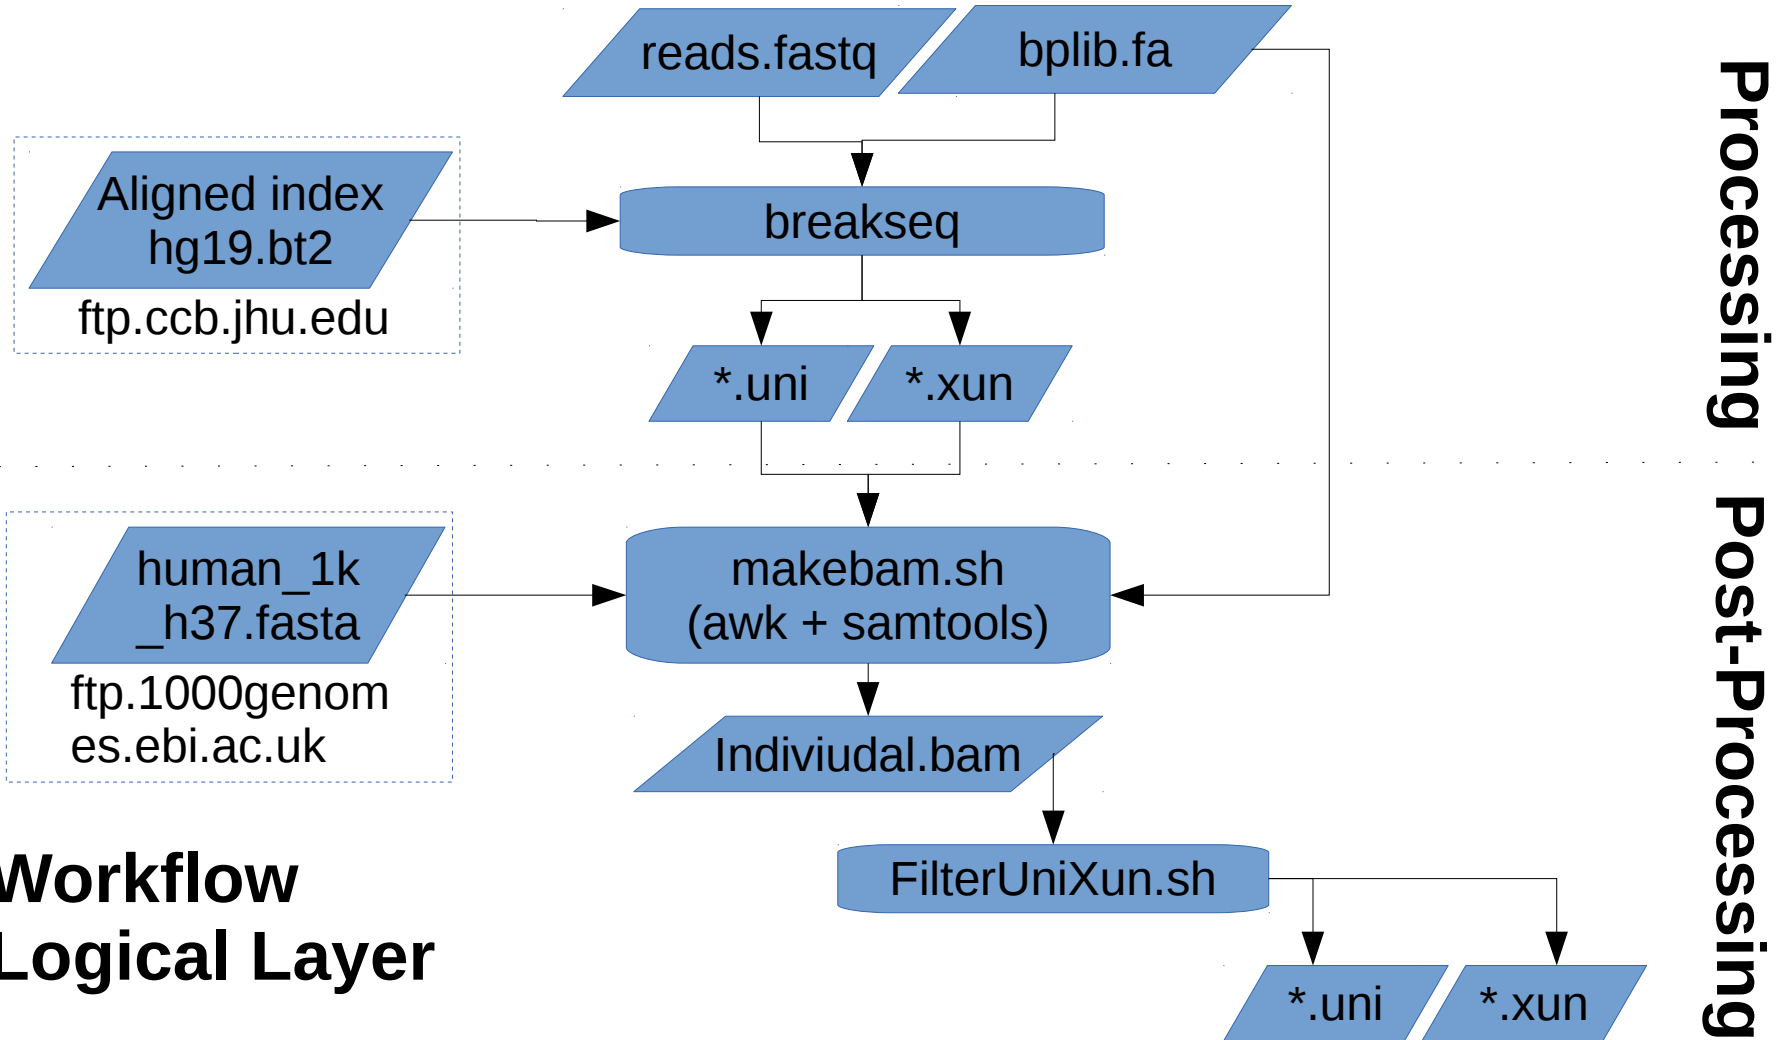 reads.fastq
bplib.fa
Processing
Aligned index
hg19.bt2
ftp.ccb.jhu.edu
breakseq
*.uni
*.xun
Post-Processing
human_1k
_h37.fasta
ftp.1000genom
es.ebi.ac.uk
makebam.sh
(awk + samtools)
Indiviudal.bam
FilterUniXun.sh
Workflow
Logical Layer
*.uni
*.xun